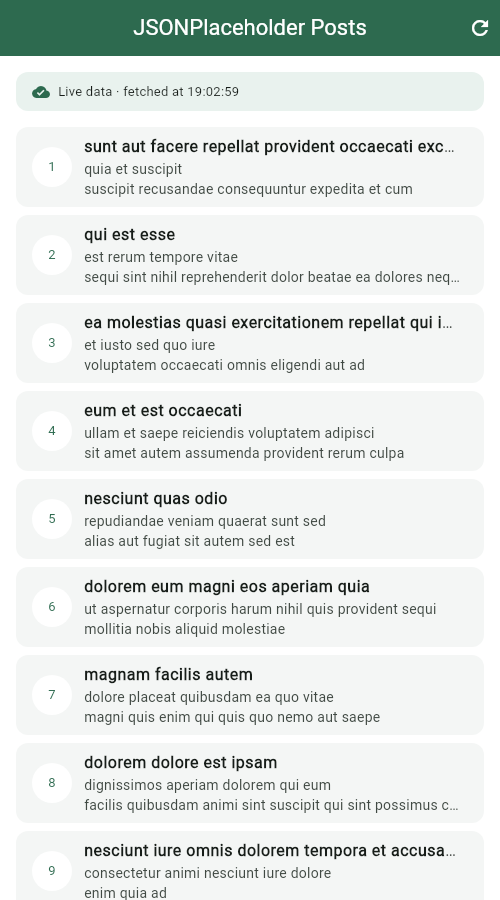 JSONPlaceholder Posts
Live data · fetched at 19:02:59
1
sunt aut facere repellat provident occaecati exc…
quia et suscipit
suscipit recusandae consequuntur expedita et cum
2
qui est esse
est rerum tempore vitae
sequi sint nihil reprehenderit dolor beatae ea dolores neq…
3
ea molestias quasi exercitationem repellat qui i…
et iusto sed quo iure
voluptatem occaecati omnis eligendi aut ad
4
eum et est occaecati
ullam et saepe reiciendis voluptatem adipisci
sit amet autem assumenda provident rerum culpa
5
nesciunt quas odio
repudiandae veniam quaerat sunt sed
alias aut fugiat sit autem sed est
6
dolorem eum magni eos aperiam quia
ut aspernatur corporis harum nihil quis provident sequi
mollitia nobis aliquid molestiae
7
magnam facilis autem
dolore placeat quibusdam ea quo vitae
magni quis enim qui quis quo nemo aut saepe
8
dolorem dolore est ipsam
dignissimos aperiam dolorem qui eum
facilis quibusdam animi sint suscipit qui sint possimus c…
9
nesciunt iure omnis dolorem tempora et accusa…
consectetur animi nesciunt iure dolore
enim quia ad